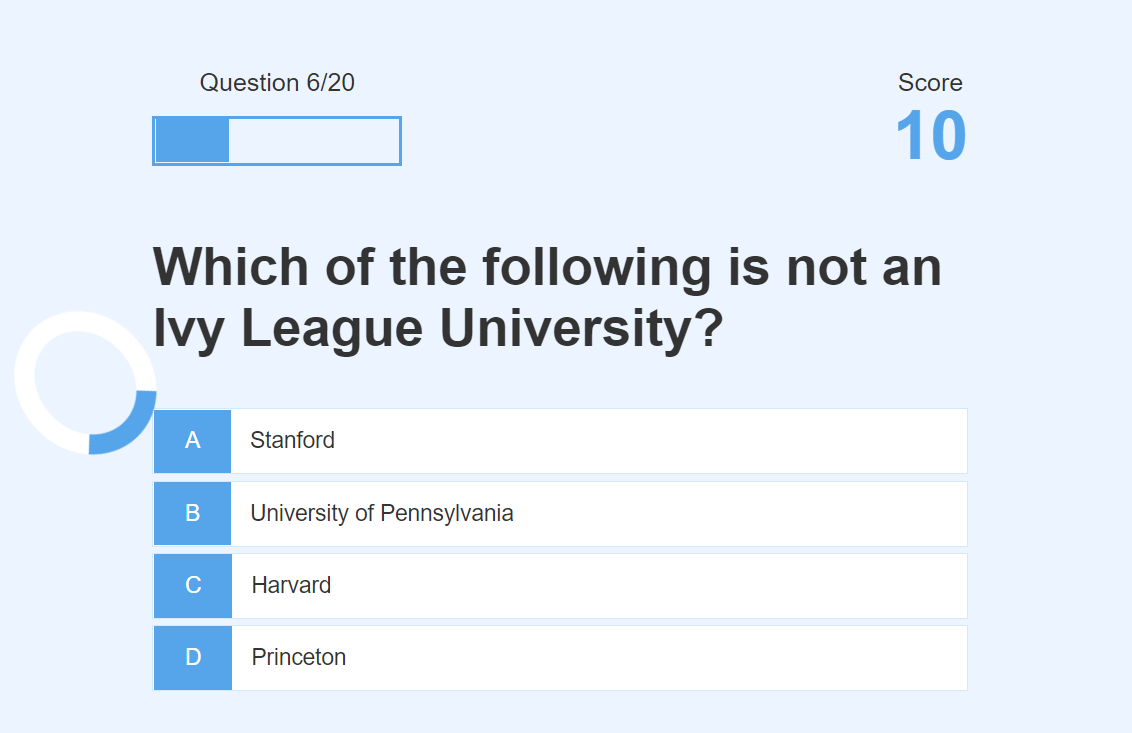 Question 6/20
Score
10
Which of the following is not an
Ivy League University?
A Stanford
B University of Pennsylvania
C Harvard
D Princeton